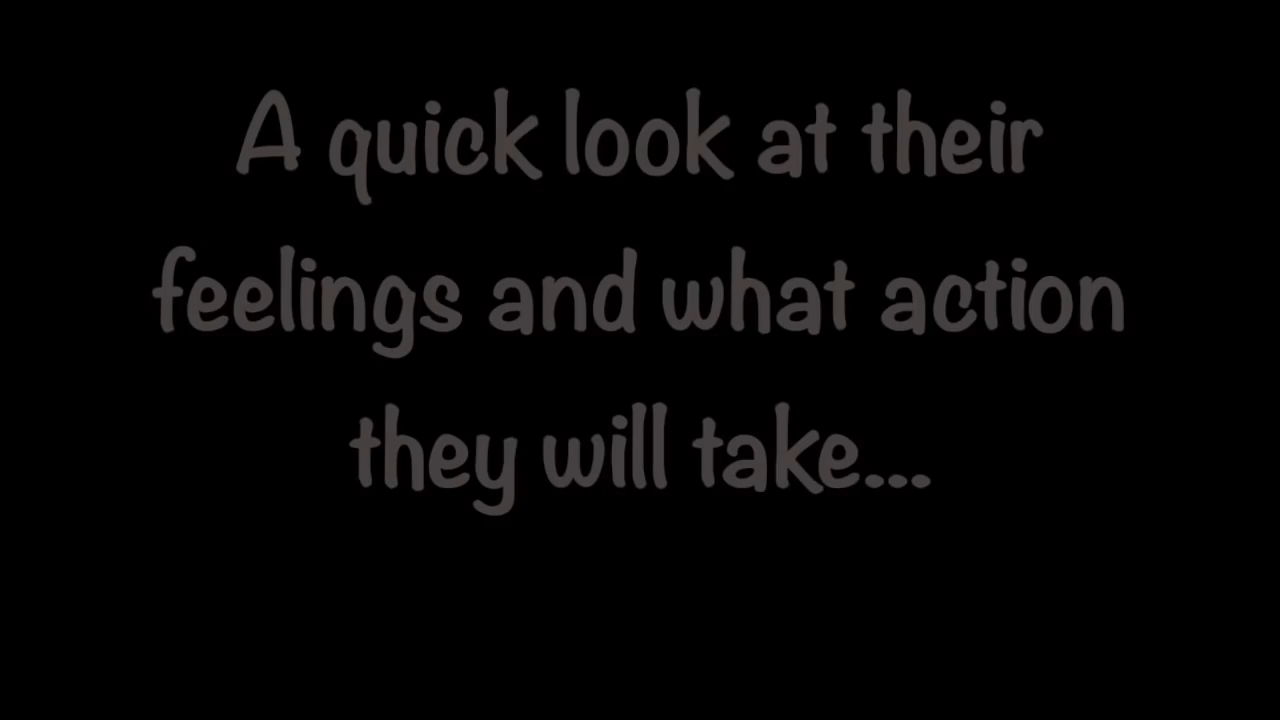 A quick look at their
feelings and what action
they will take...